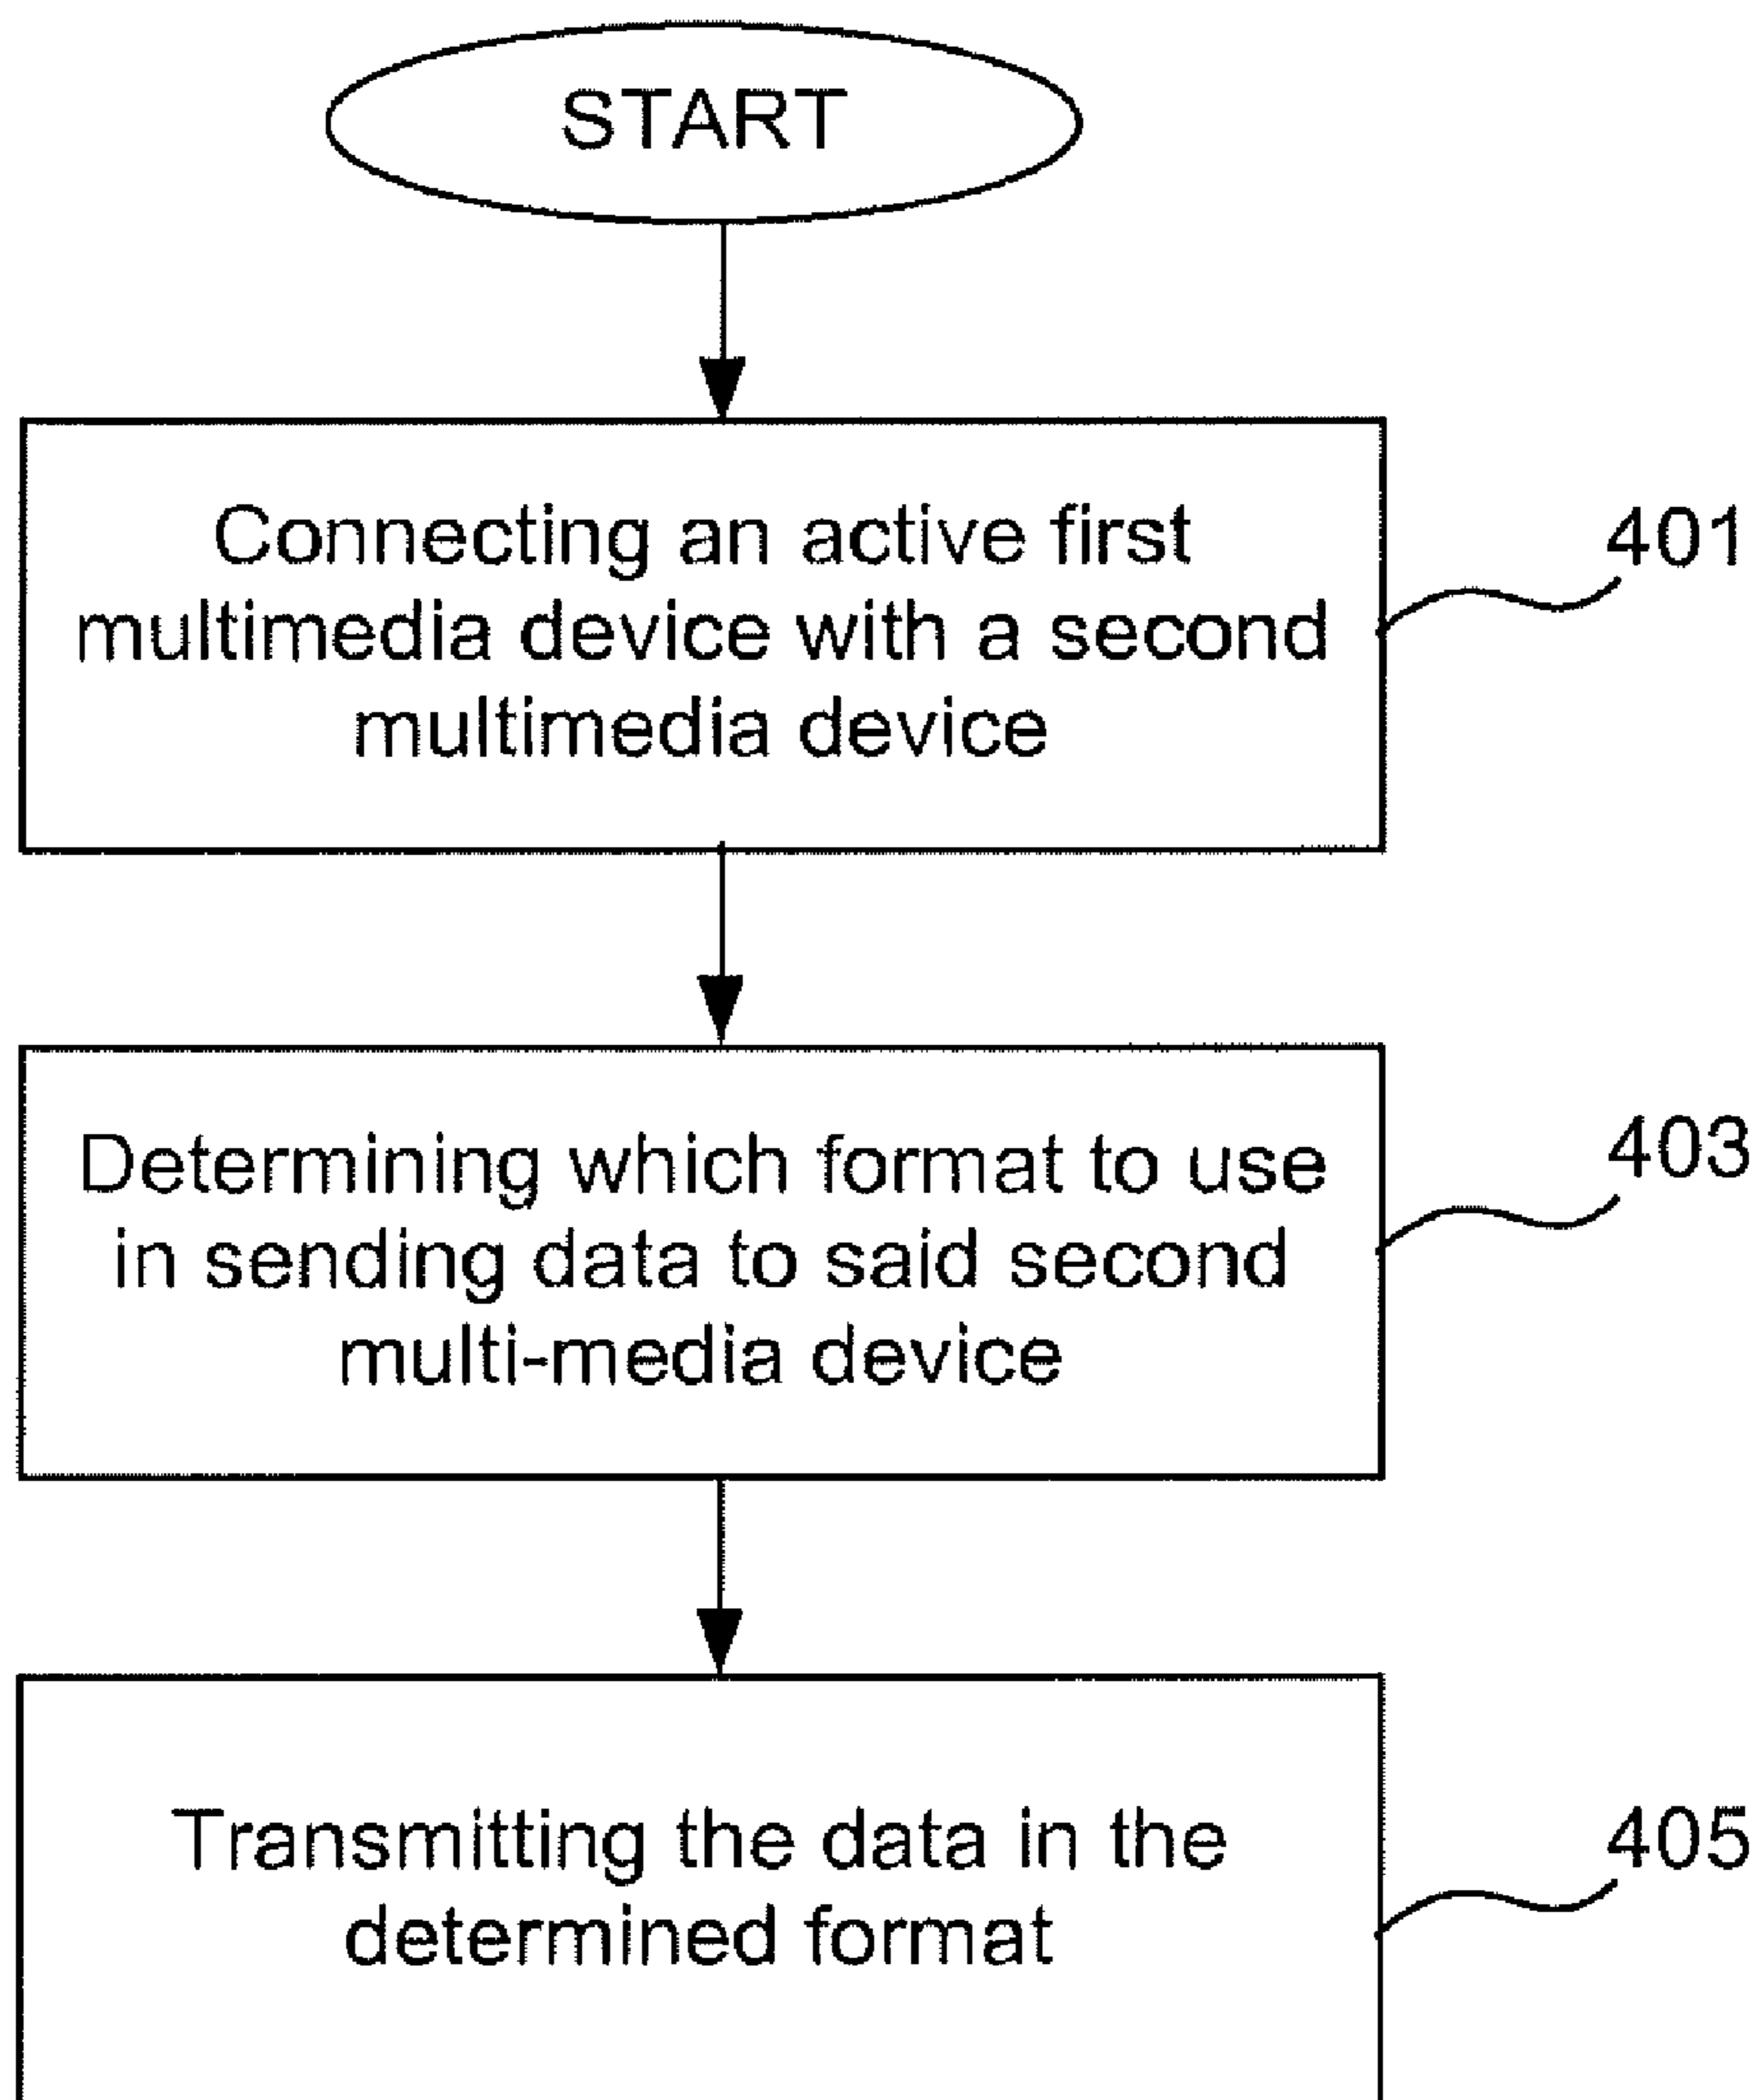 START
Connecting an active first
multimedia device with a second
multimedia device
401
Determining which format to use
in sending data to said second
multi-media device
403
Transmitting the data in the
determined format
405